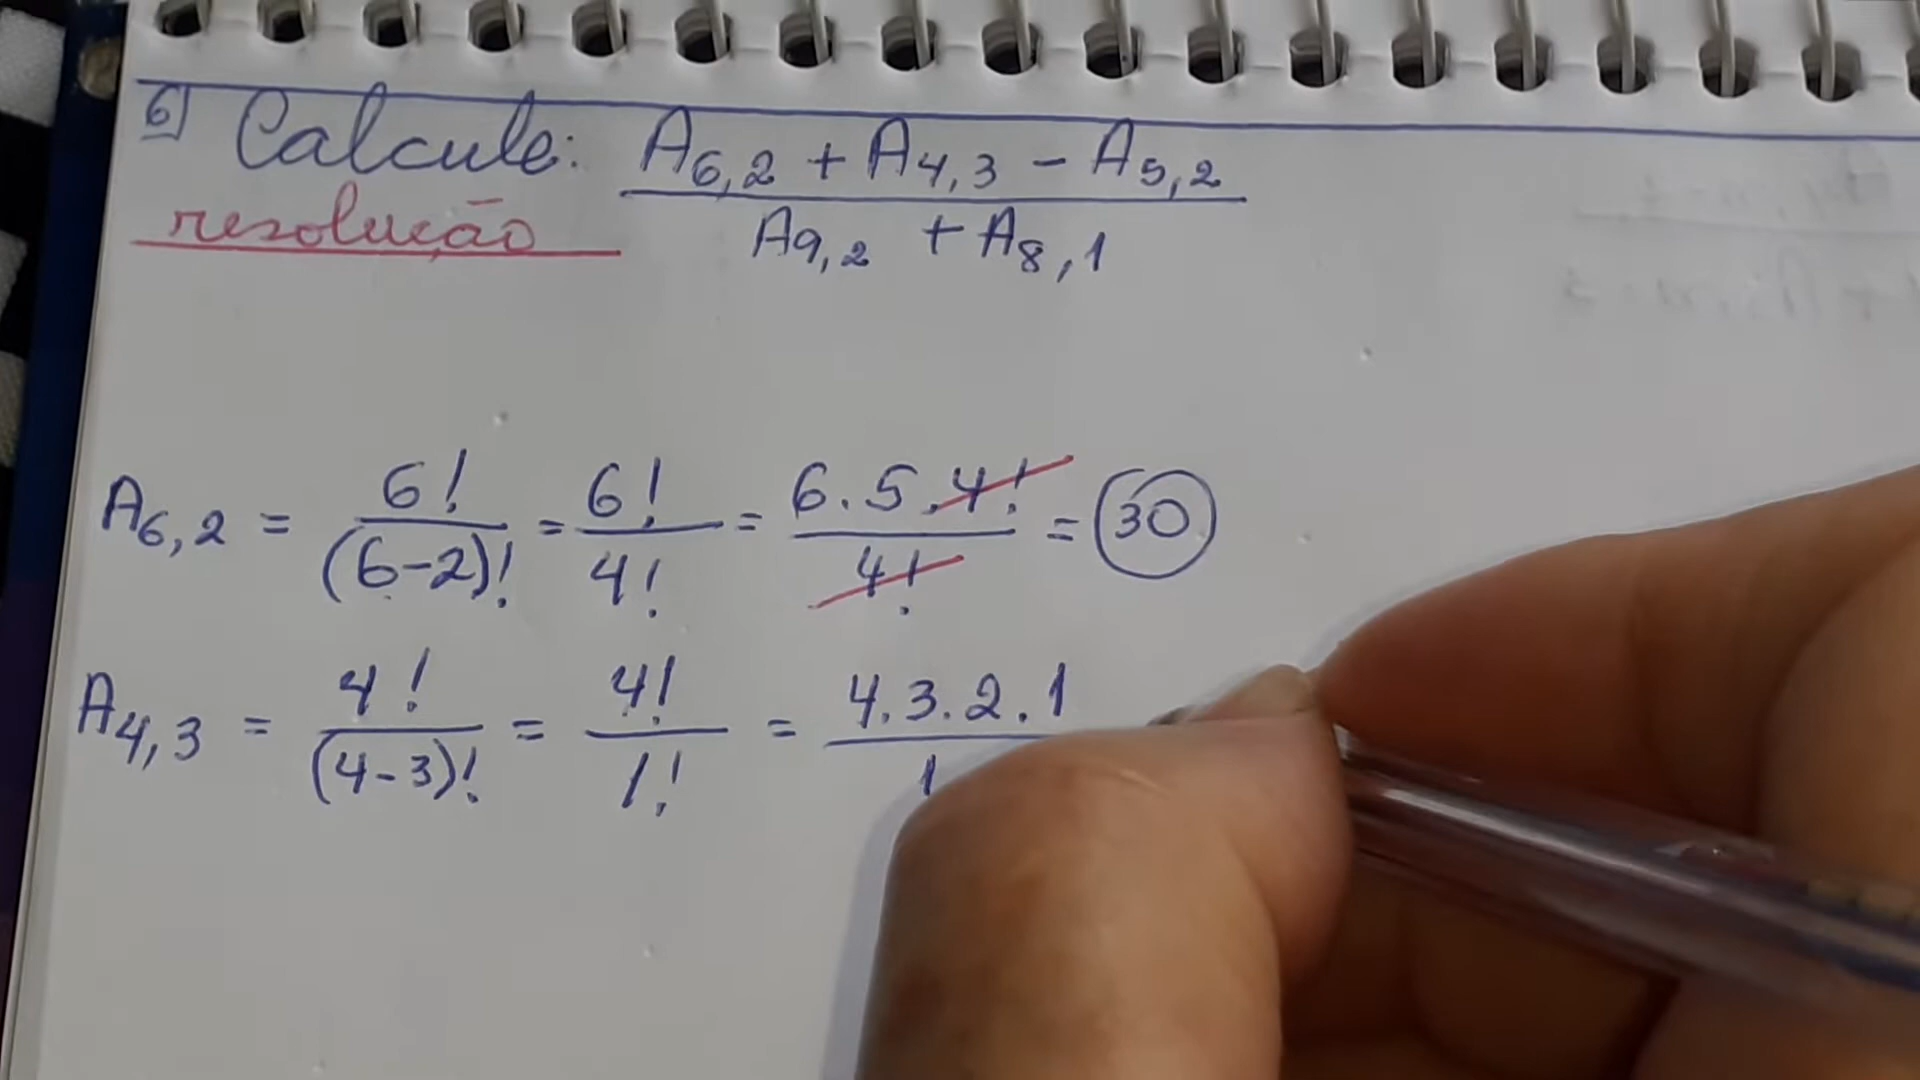 6) Calcule: A6,2 + A4,3 - A5,2
A9,2 + A8,1
resolução
A6,2 = 6!/(6-2)! = 6!/4! = 6.5.4!/4! = 30
A4,3 = 4!/(4-3)! = 4!/1! = 4.3.2.1/1